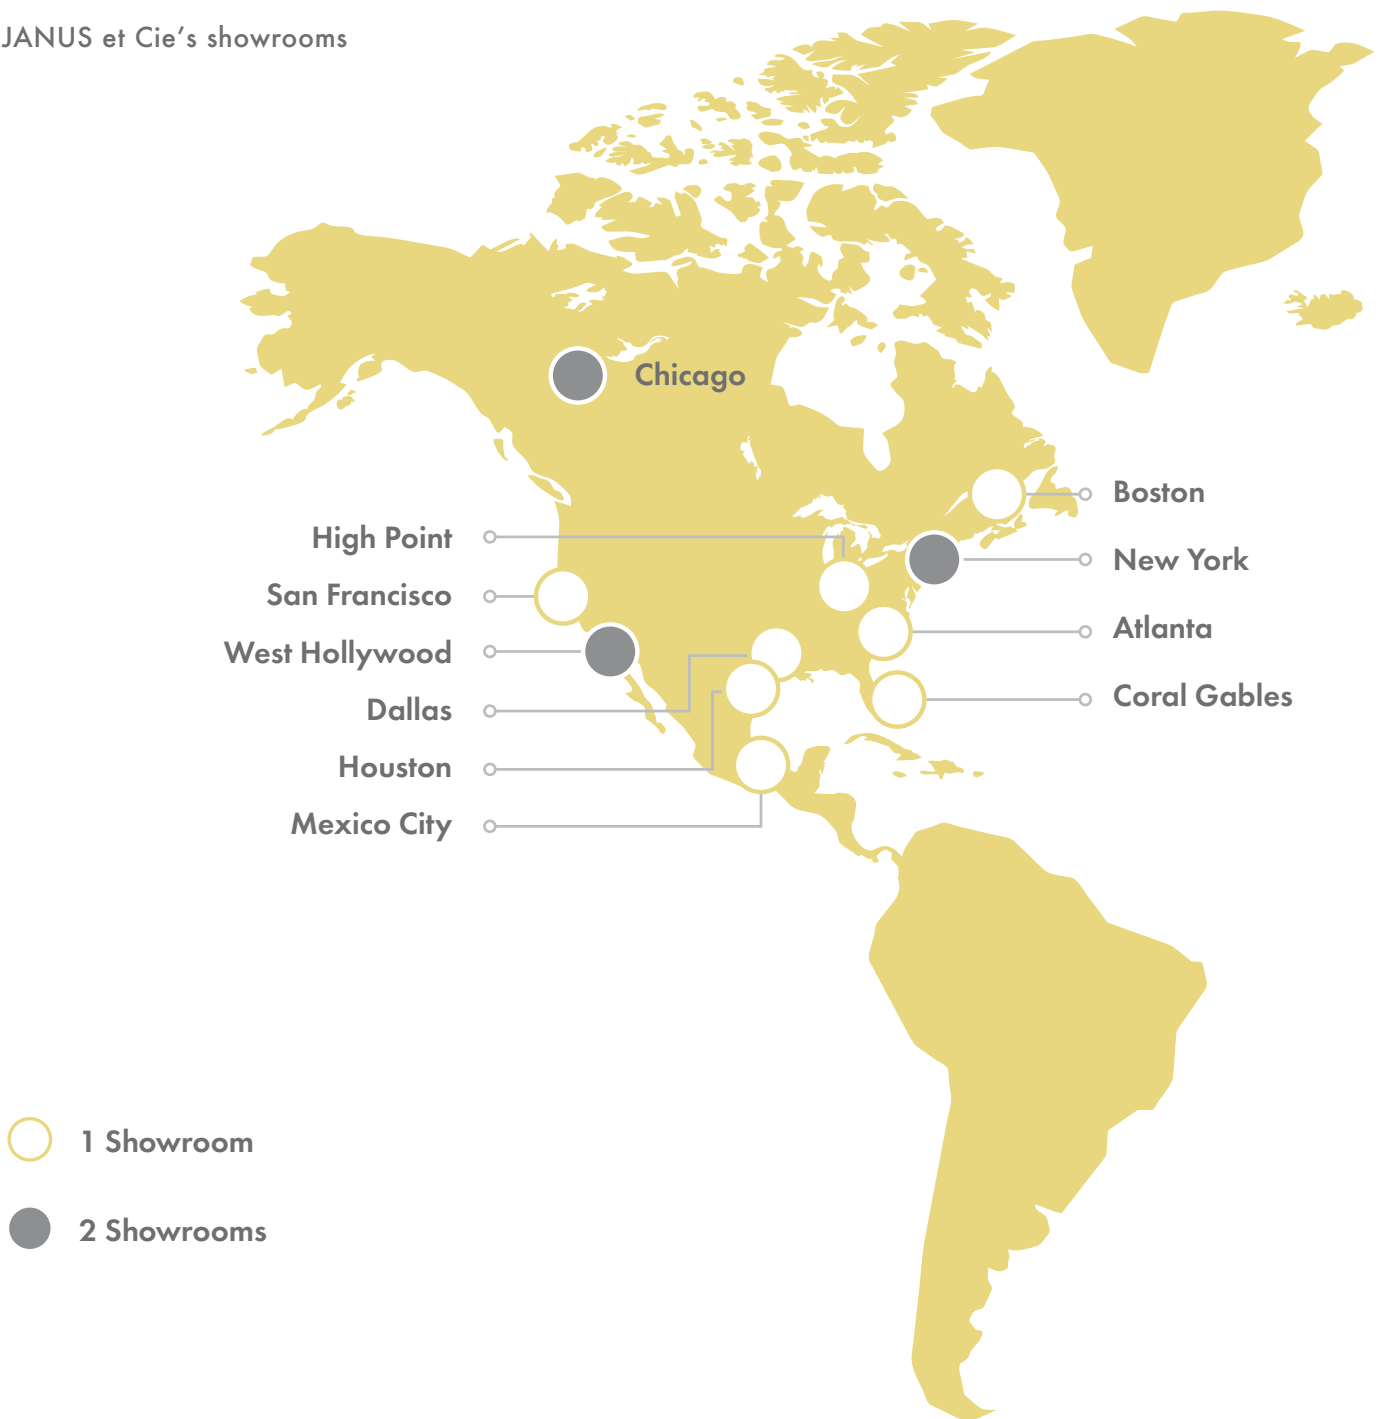 JANUS et Cie's showrooms
Chicago
Boston
High Point
New York
San Francisco
Atlanta
West Hollywood
Coral Gables
Dallas
Houston
Mexico City
1 Showroom
2 Showrooms